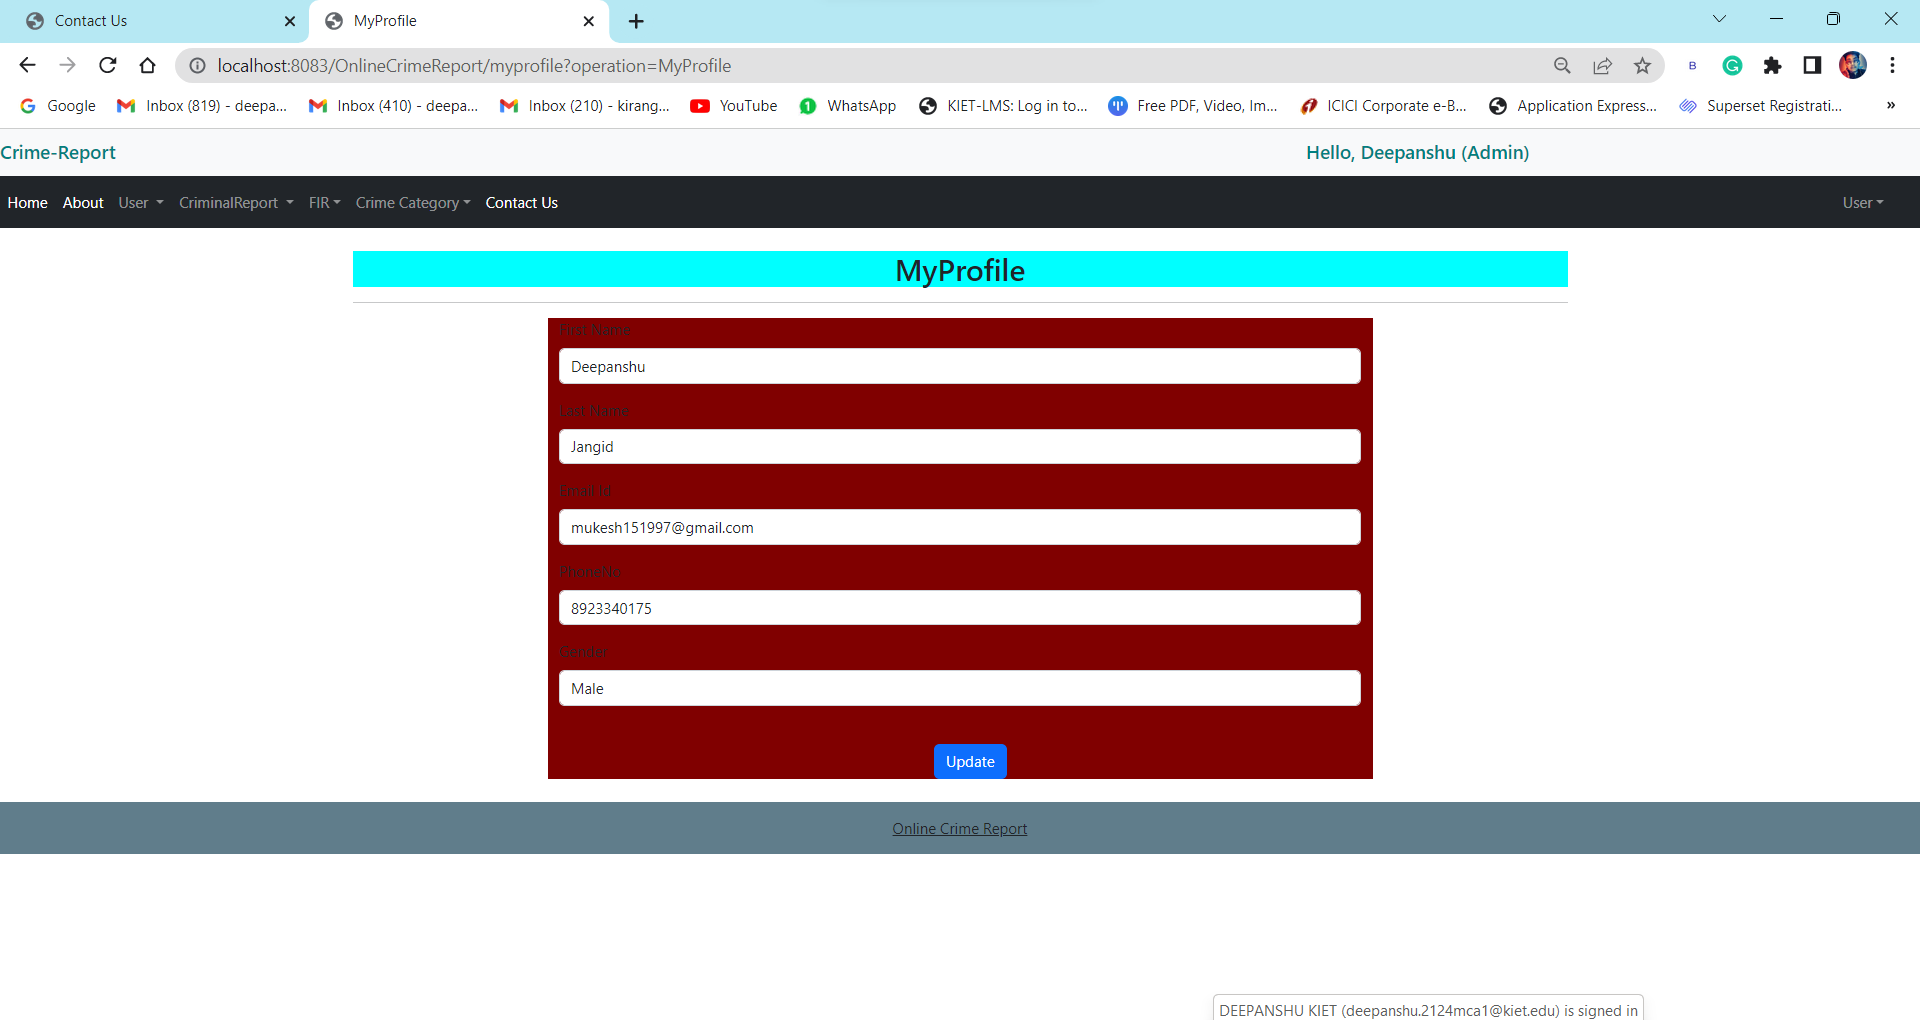 Contact Us
MyProfile
localhost:8083/OnlineCrimeReport/myprofile?operation=MyProfile
B
Google
Inbox (819) - deepa...
Inbox (410) - deepa...
Inbox (210) - kirang...
YouTube
1
WhatsApp
KIET-LMS: Log in to...
Free PDF, Video, Im...
ICICI Corporate e-B...
Application Express...
Superset Registrati...
»
Crime-Report
Hello, Deepanshu (Admin)
Home About User CriminalReport FIR Crime Category Contact Us User
MyProfile
First Name
Deepanshu
Last Name
Jangid
Email Id
mukesh151997@gmail.com
PhoneNo
8923340175
Gender
Male
Update
Online Crime Report
DEEPANSHU KIET (deepanshu.2124mca1@kiet.edu) is signed in